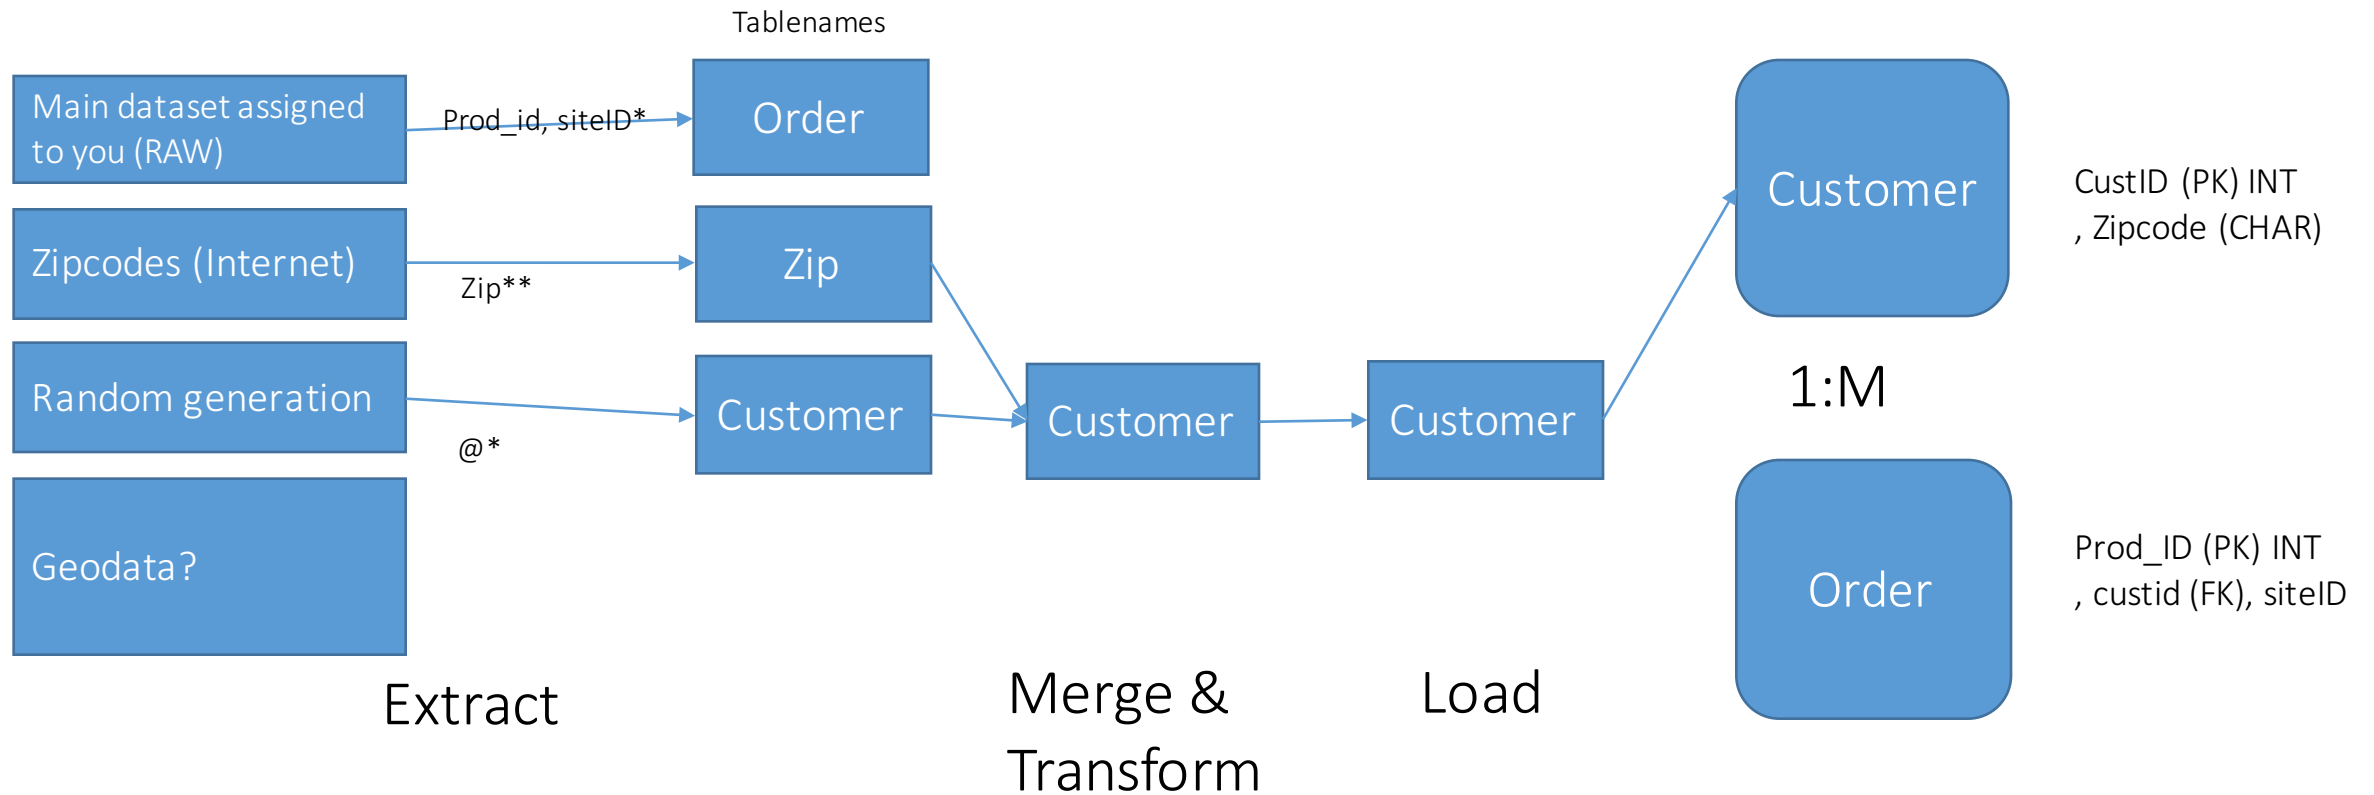 Tablenames
Main dataset assigned
to you (RAW)
Prod_id, siteID*
Order
Zipcodes (Internet)
Zip**
Zip
Random generation
@*
Customer
Customer
Customer
Geodata?
Customer
CustID (PK) INT
, Zipcode (CHAR)
1:M
Order
Prod_ID (PK) INT
, custid (FK), siteID
Extract
Merge &
Transform
Load